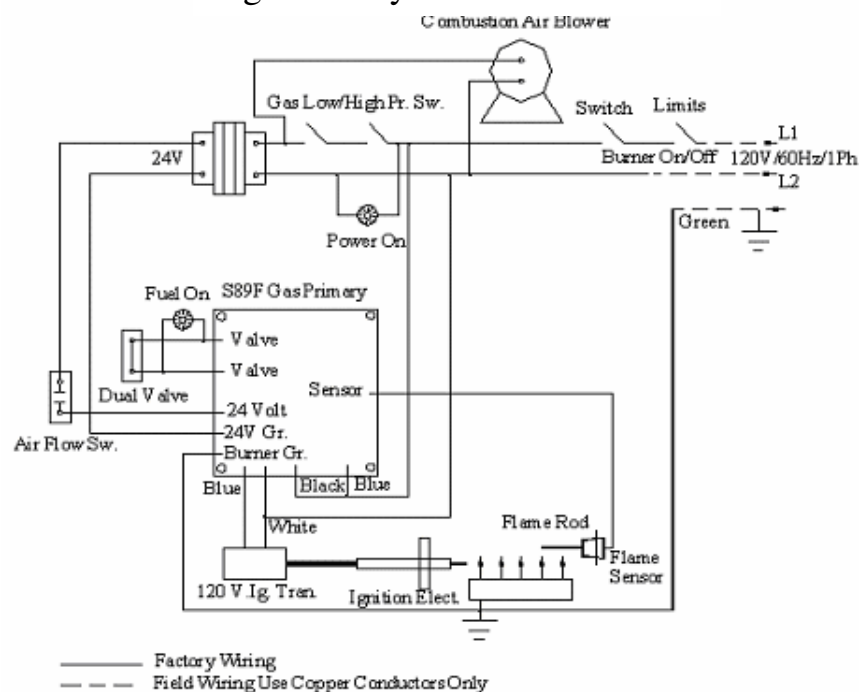 Combustion Air Blower
Gas Low/High Pr. Sw.
Switch
Limits
L1
24V
Burner On/Off
120V/60Hz/1Ph
L2
Green
Power On
Fuel On
S89F Gas Primary
Valve
Valve
Dual Valve
Sensor
24 Volt
24V Gr.
Air Flow Sw.
Burner Gr.
Blue
Black
Blue
White
Flame Rod
Flame
Sensor
120 V.Ig. Tran.
Ignition Elect.
Factory Wiring
Field Wiring Use Copper Conductors Only